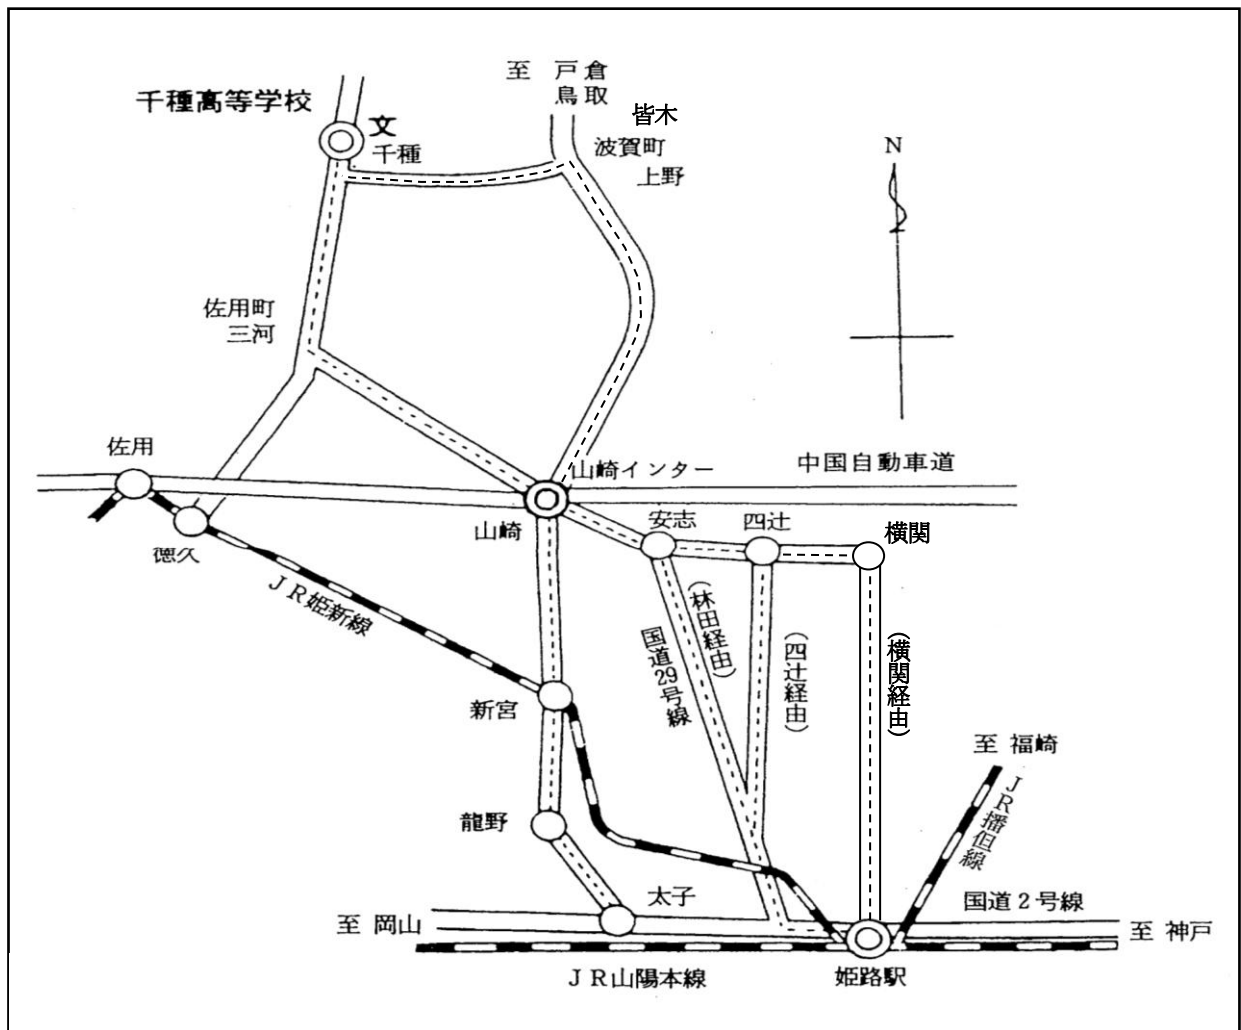 至 戸倉
鳥取
千種高等学校
皆木
文
千種
波賀町
上野
N
佐用町
三河
佐用
山崎インター
中国自動車道
山崎
安志
四辻
横関
徳久
JR姫新線
(林田経由)
国道29号線
(四辻経由)
(横関経由)
新宮
至 福崎
JR播但線
龍野
太子
国道2号線
至 岡山
至 神戸
JR山陽本線
姫路駅